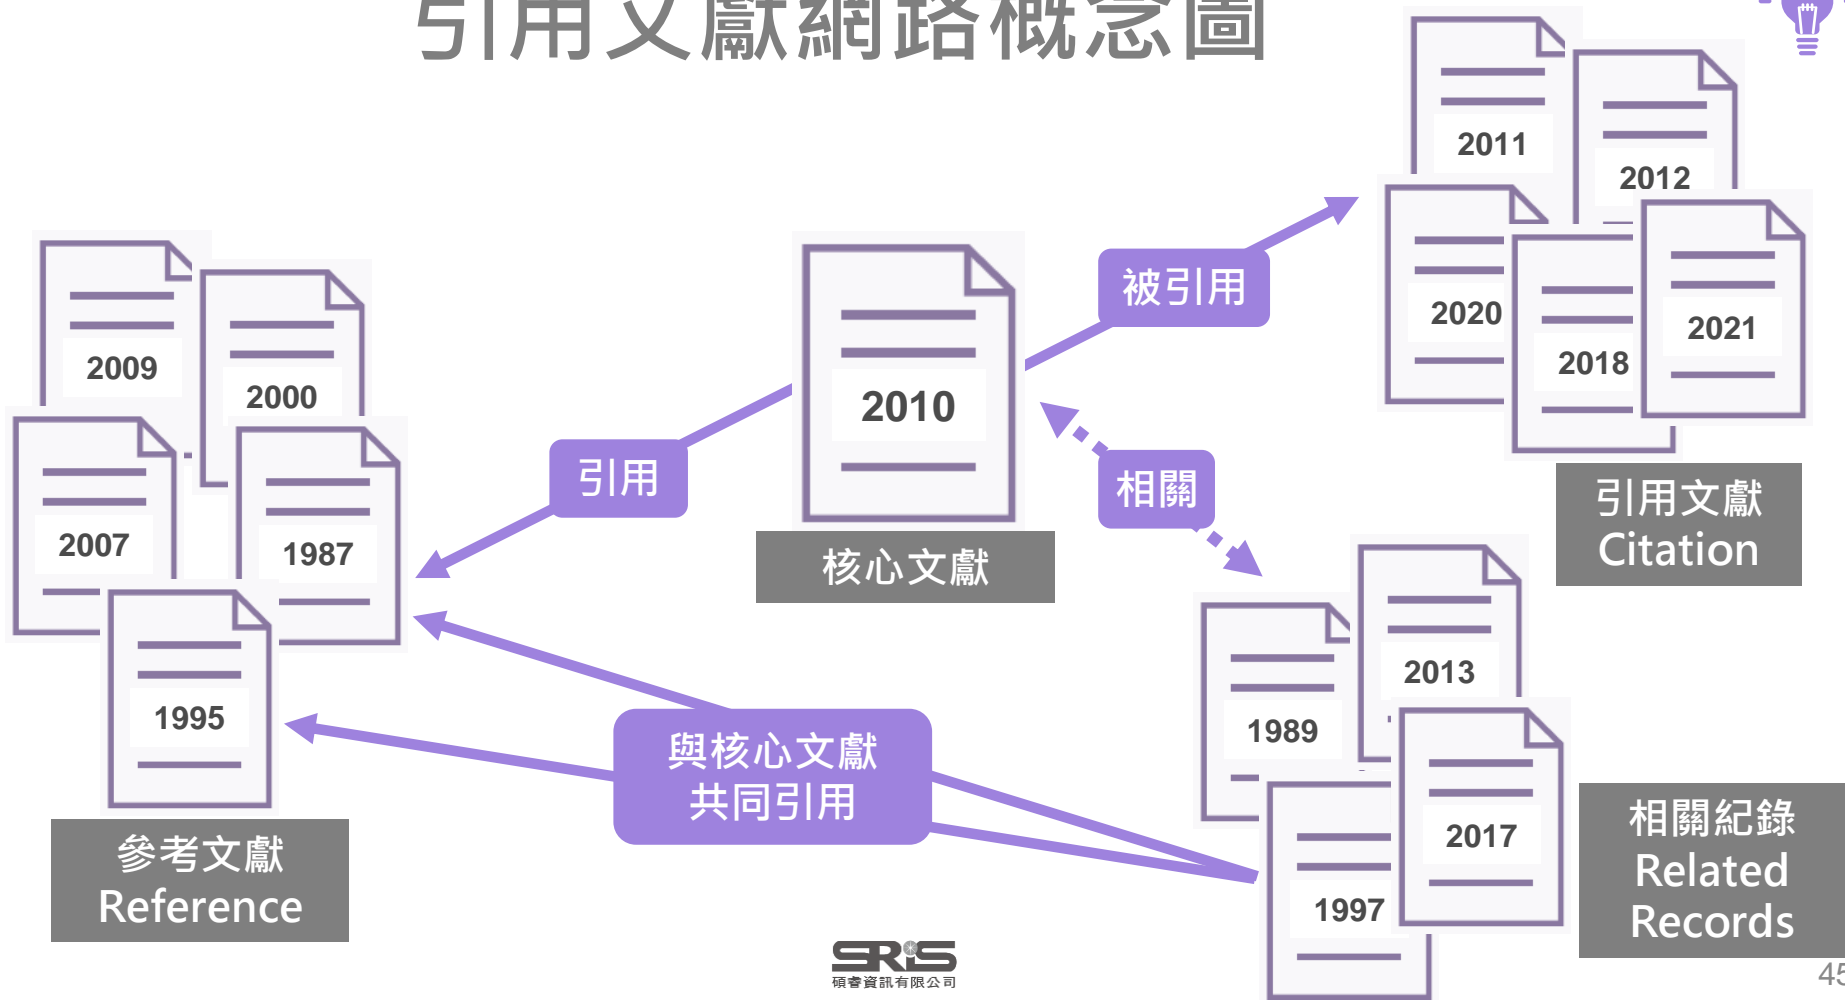 引用文獻網路概念圖
2011
2012
2020
2018
2021
引用文獻
Citation
被引用
2010
核心文獻
引用
相關
2009
2000
2007
1987
1995
參考文獻
Reference
與核心文獻
共同引用
2013
1989
2017
1997
相關紀錄
Related
Records
SRIS
碩睿資訊有限公司
45